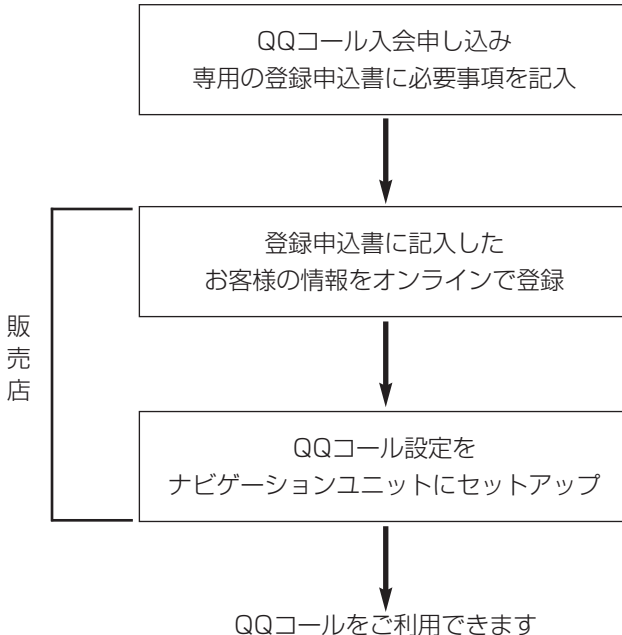 QQコール入会申し込み
専用の登録申込書に必要事項を記入
登録申込書に記入した
お客様の情報をオンラインで登録
販売店
QQコール設定を
ナビゲーションユニットにセットアップ
QQコールをご利用できます